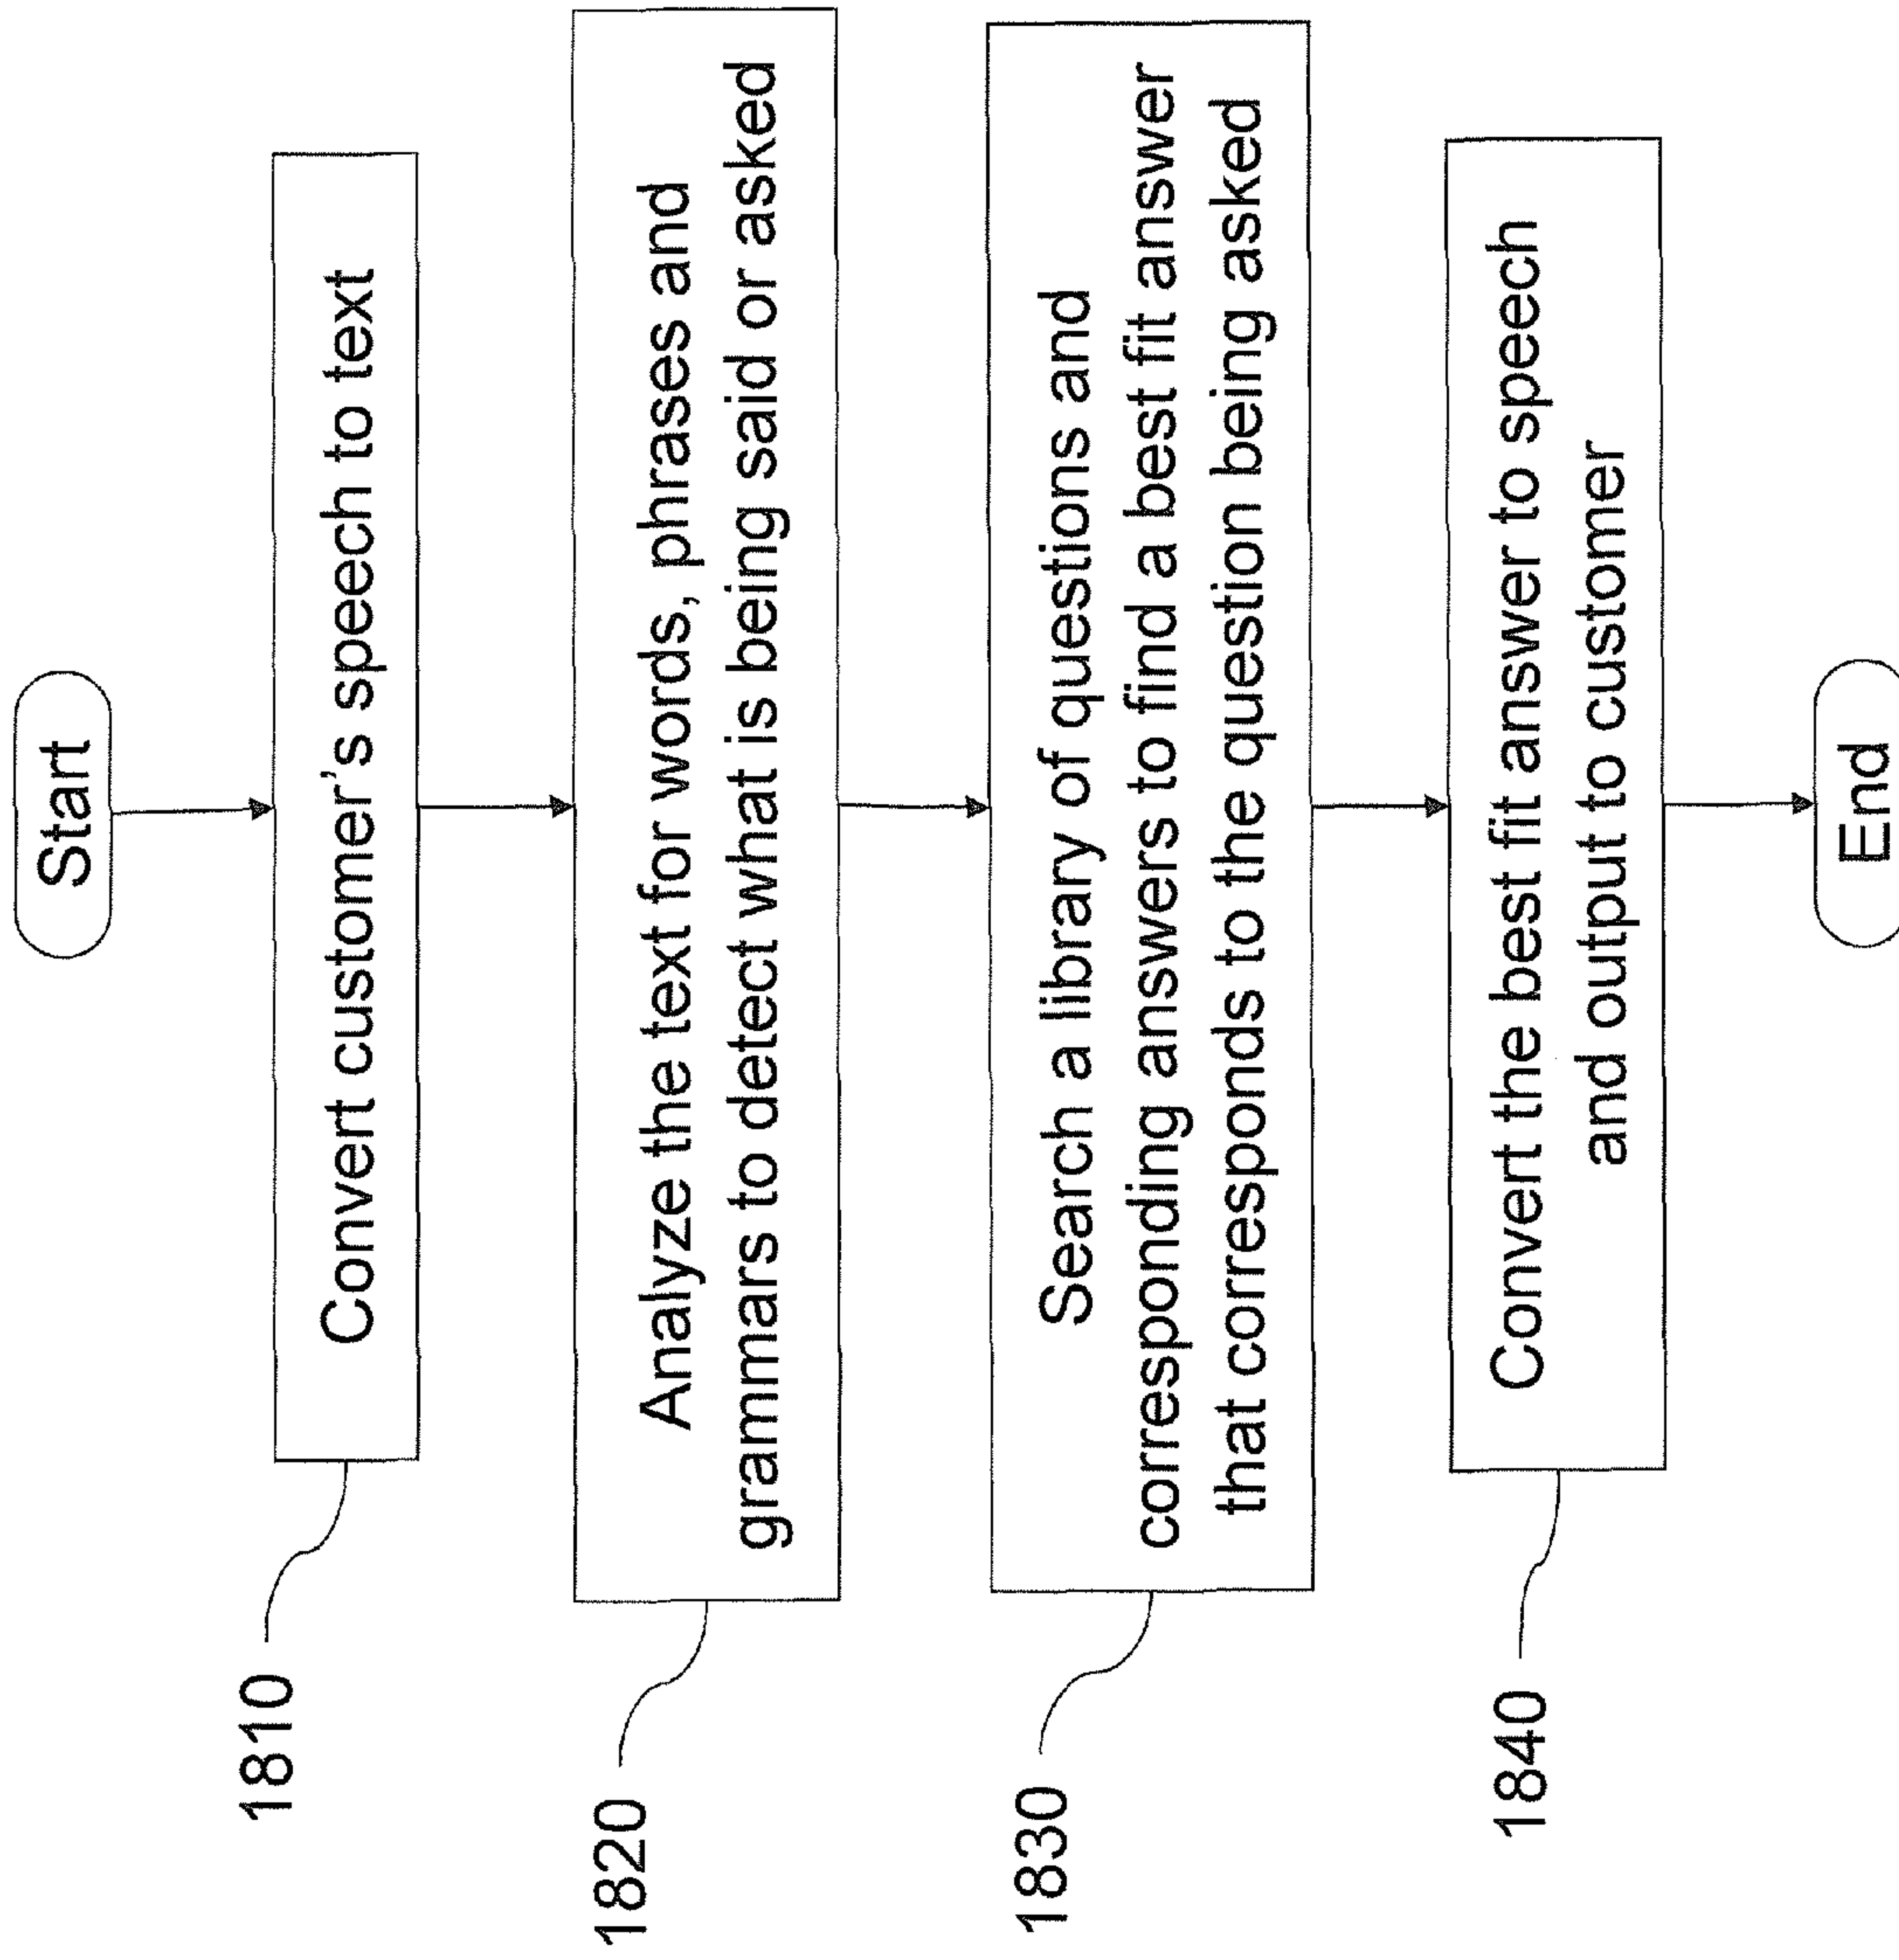 Start
1810
Convert customer's speech to text
1820
Analyze the text for words, phrases and
grammars to detect what is being said or asked
1830
Search a library of questions and
corresponding answers to find a best fit answer
that corresponds to the question being asked
1840
Convert the best fit answer to speech
and output to customer
End